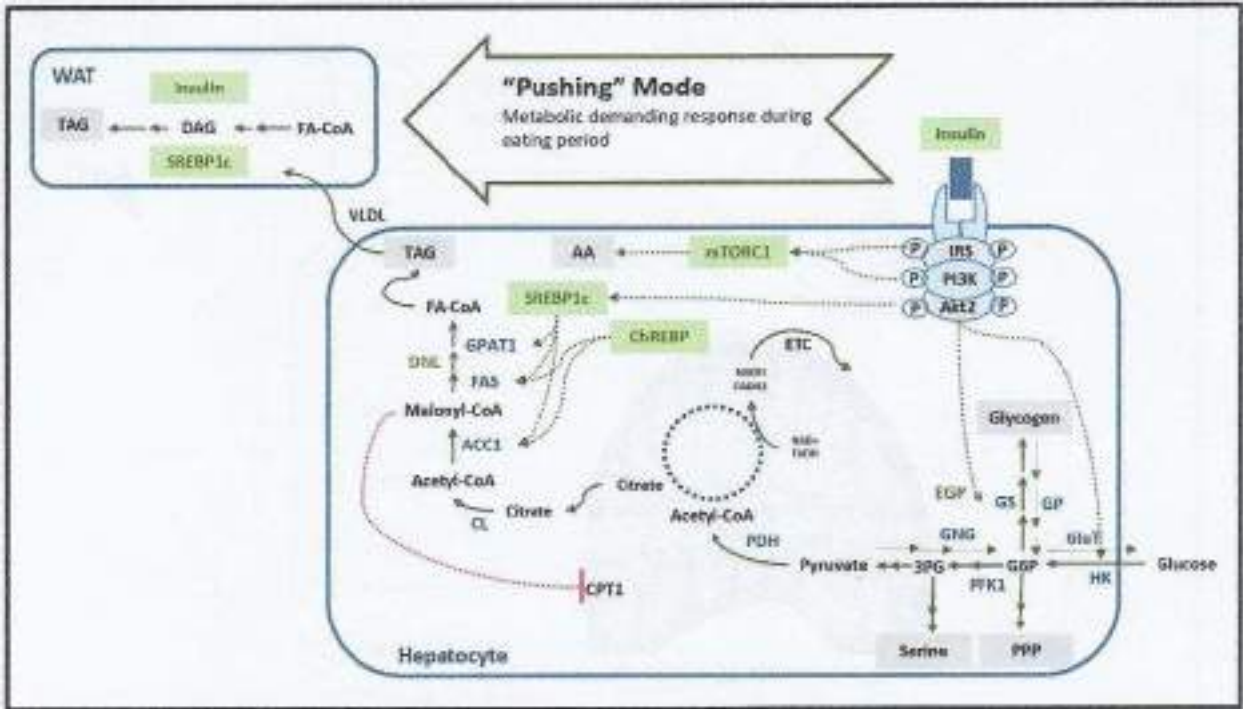 "Pushing" Mode
Metabolic demanding response during
eating period
WAT
Insulin
TAG
DAG
FA-CoA
SREBP1c
VLDL
Insulin
P
IRS
P
P
PI3K
P
P
Akt2
P
TAG
AA
mTORC1
FA-CoA
SREBP1c
GPAT1
ChREBP
ETC
DNL
FAS
Malonyl-CoA
ACC1
Acetyl-CoA
Citrate
Citrate
CL
Acetyl-CoA
PDH
Glycogen
EGP
GS
GP
GNG
GluT
Pyruvate
3PG
G6P
Glucose
PFK1
HK
CPT1
Serine
PPP
Hepatocyte